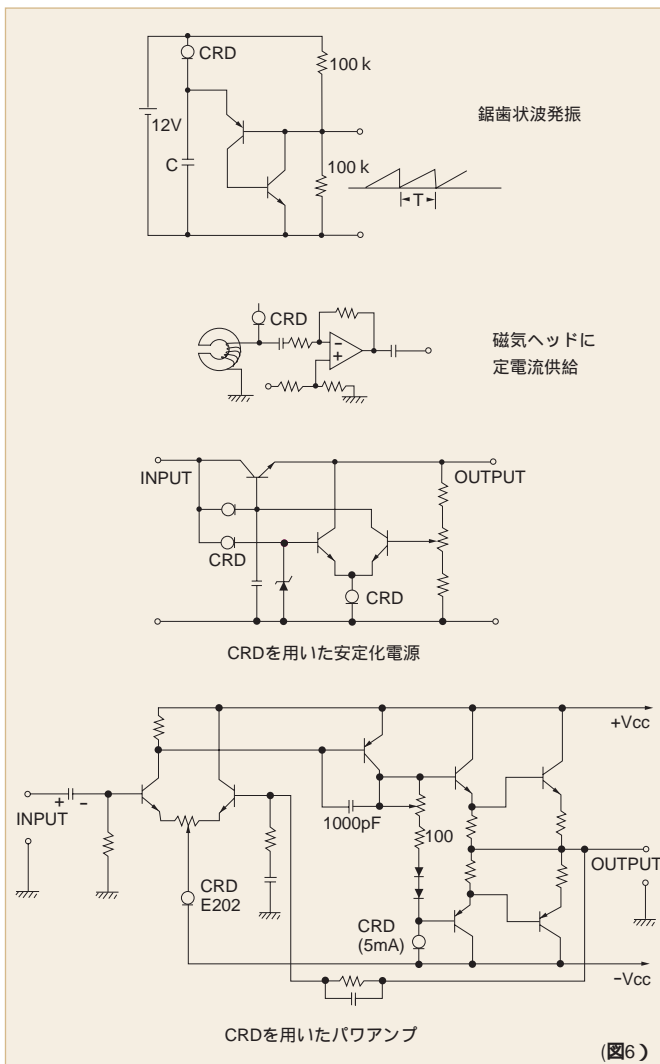 CRD
100 k
12V
鋸歯状波発振
C
100 k
T
CRD
磁気ヘッドに
定電流供給
-
+
INPUT
OUTPUT
CRD
CRD
CRDを用いた安定化電源
+Vcc
+ -
INPUT
1000pF
100
OUTPUT
CRD
E202
CRD
(5mA)
-Vcc
CRDを用いたパワアンプ
(図6)